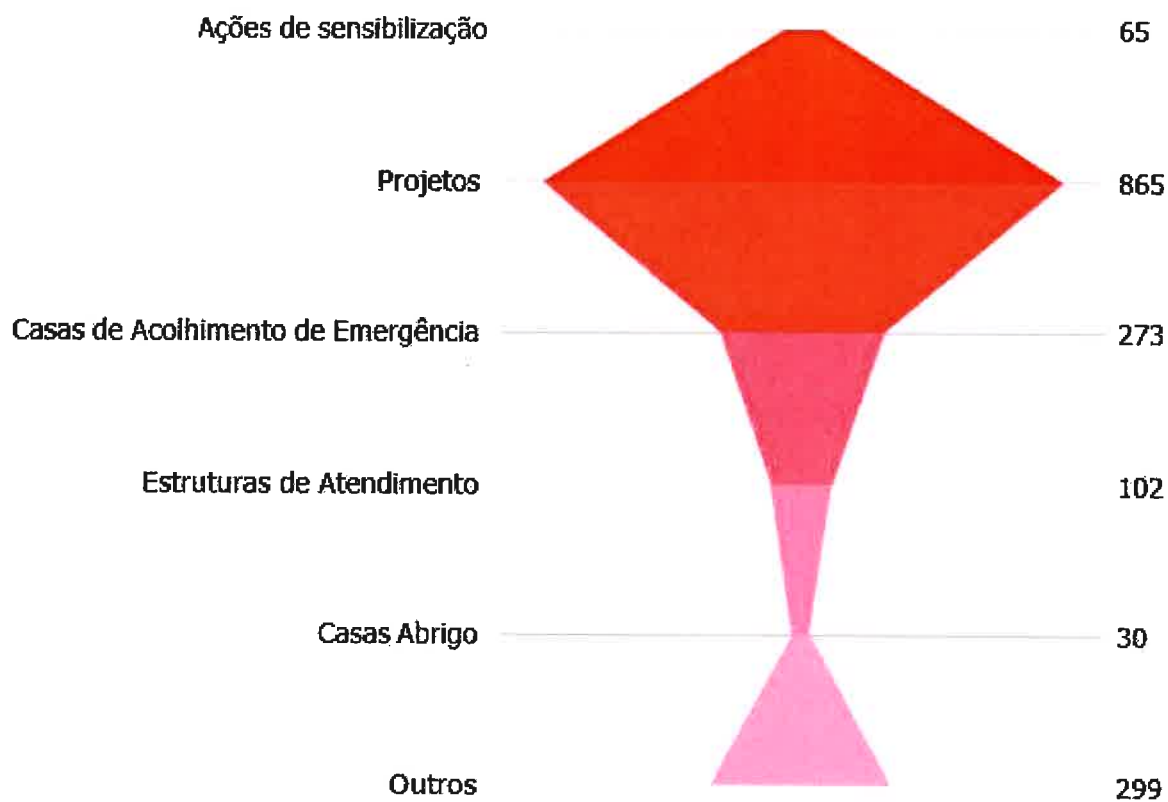 Ações de sensibilização 65
Projetos 865
Casas de Acolhimento de Emergência 273
Estruturas de Atendimento 102
Casas Abrigo 30
Outros 299